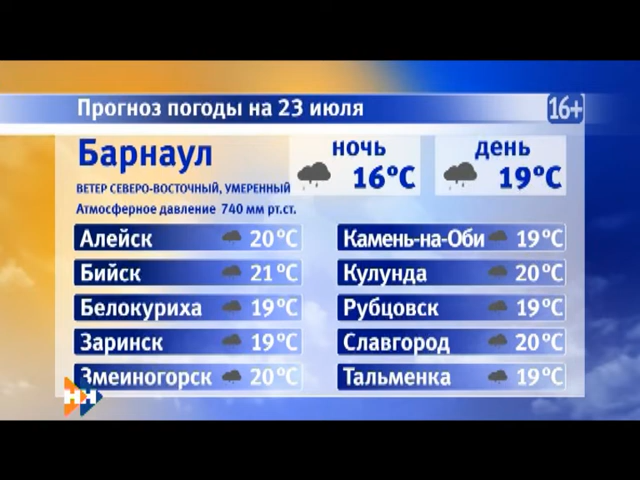 Прогноз погоды на 23 июля
16+
Барнаул
ночь
16°C
день
19°C
ВЕТЕР СЕВЕРО-ВОСТОЧНЫЙ, УМЕРЕННЫЙ
Атмосферное давление 740 мм рт.ст.
Алейск 20°C
Бийск 21°C
Белокуриха 19°C
Заринск 19°C
Змеиногорск 20°C
Камень-на-Оби 19°C
Кулунда 20°C
Рубцовск 19°C
Славгород 20°C
Тальменка 19°C
НН